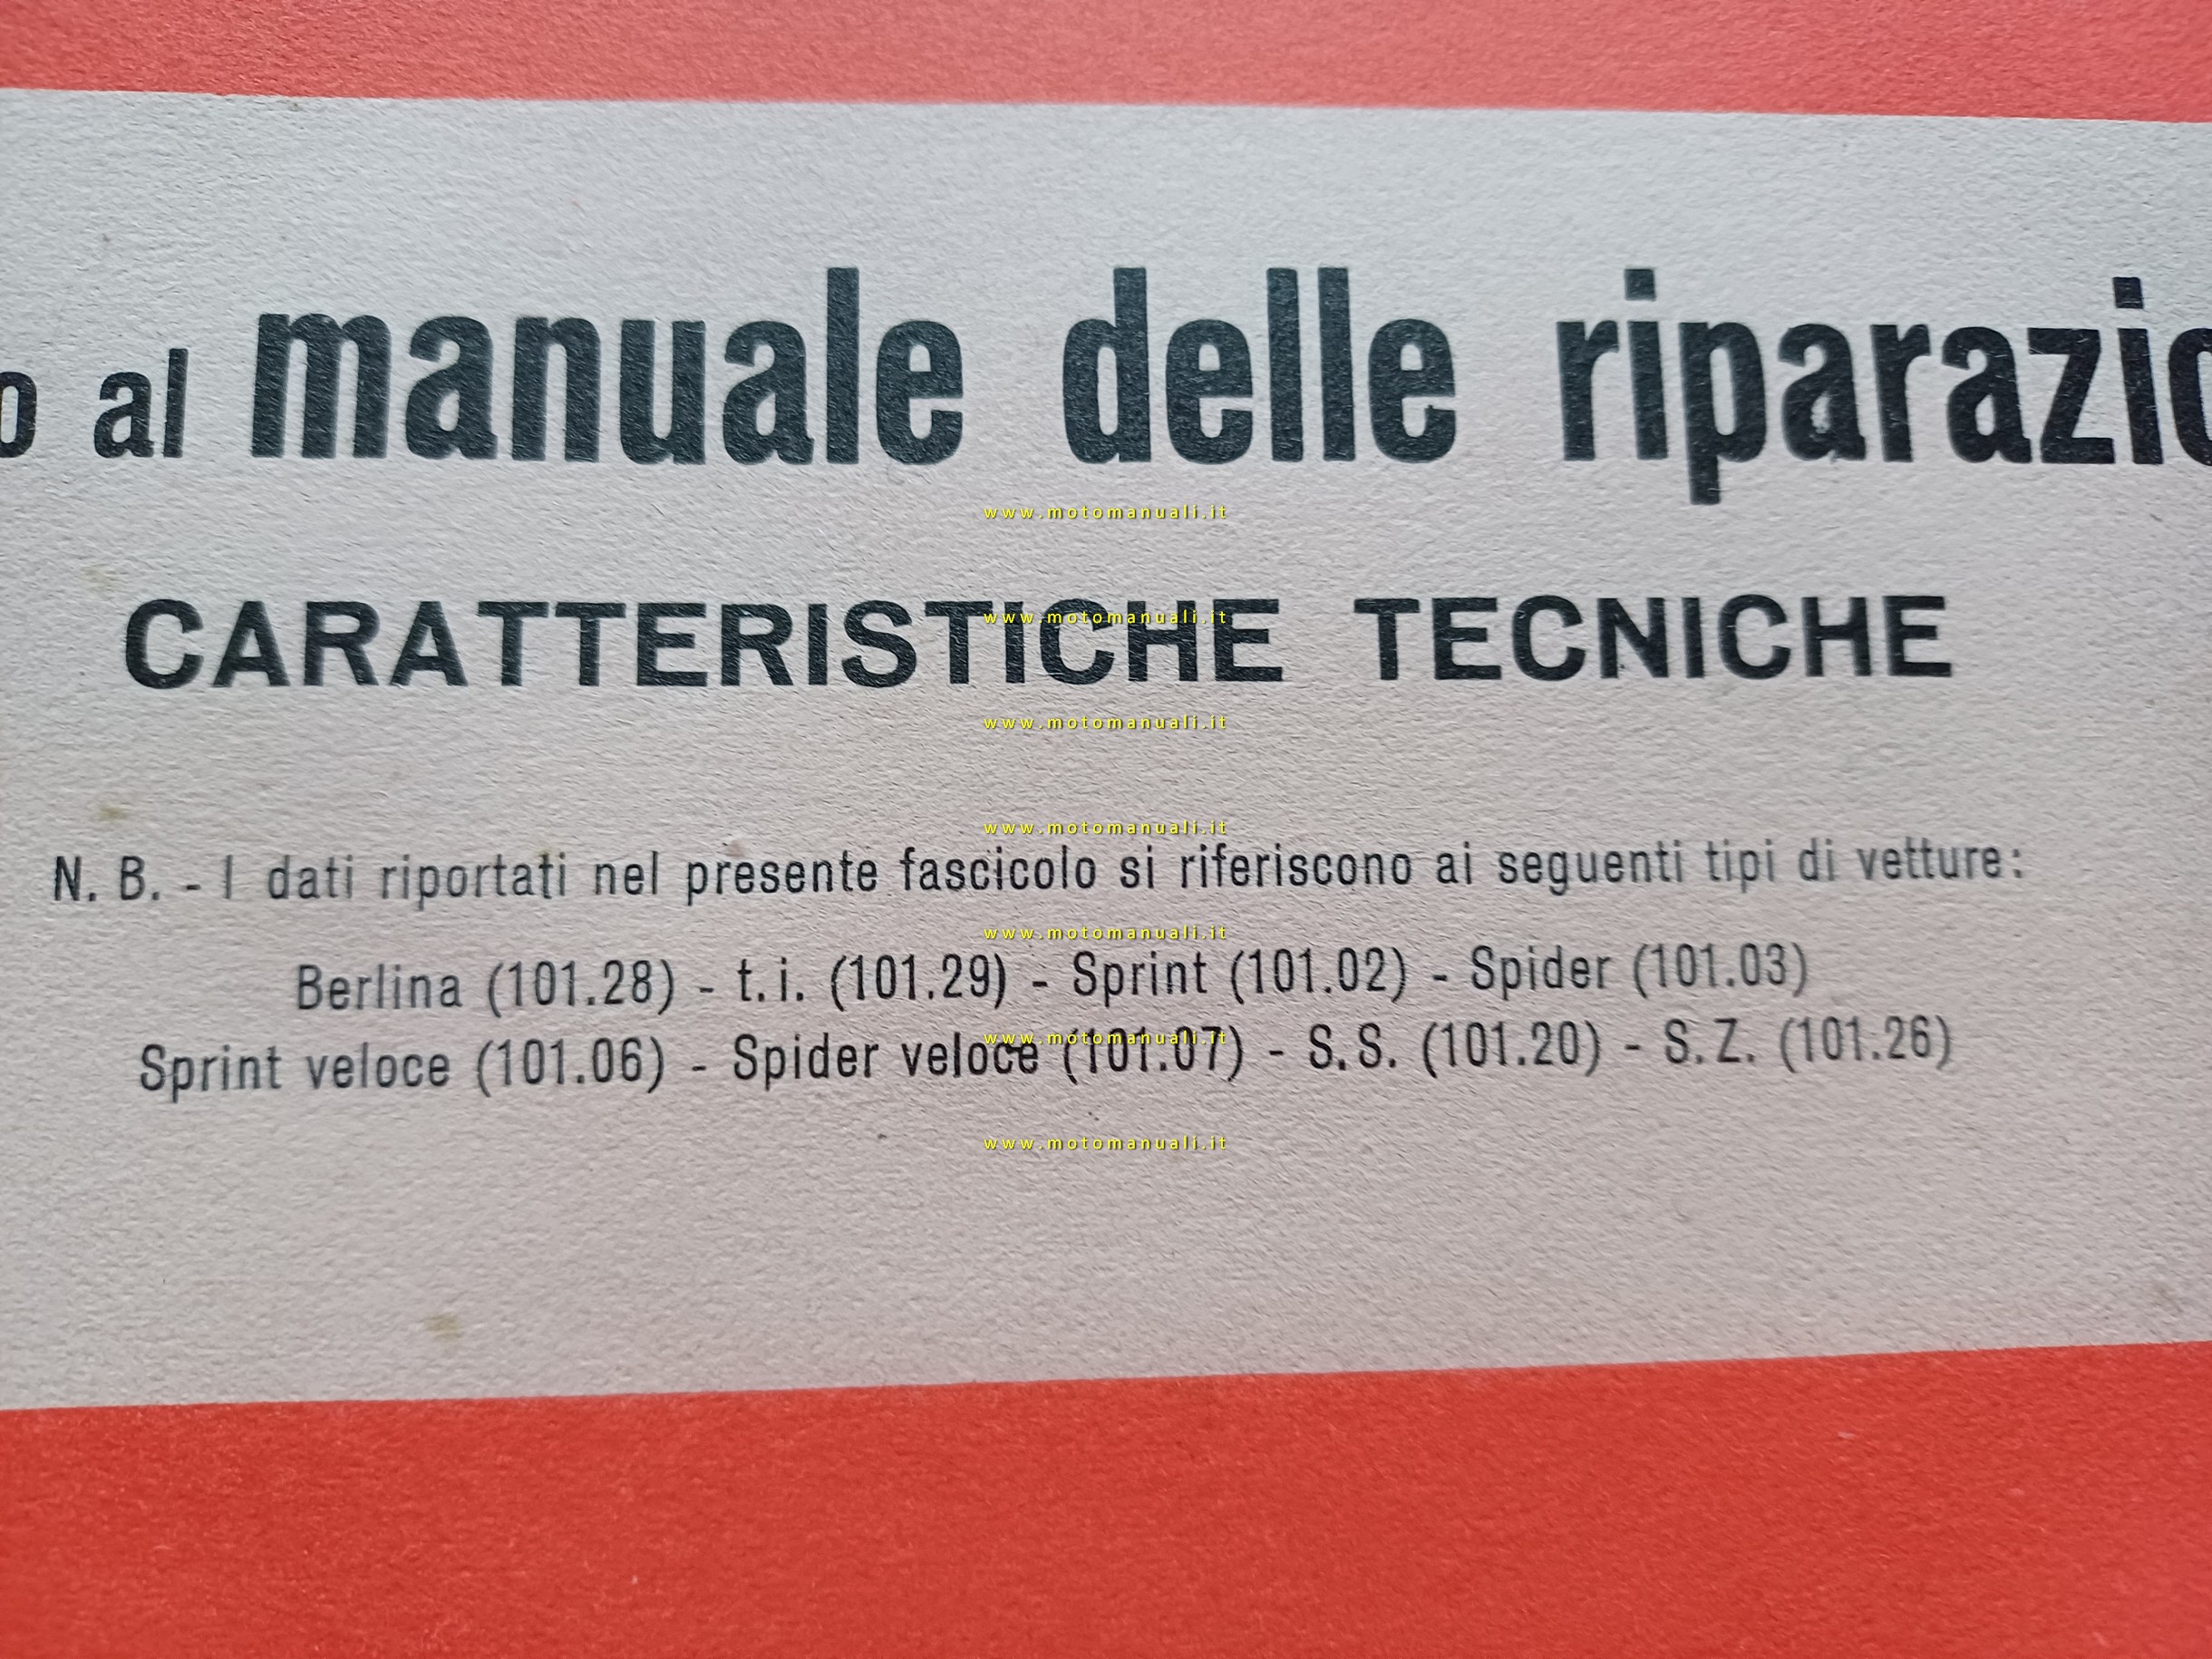 o al manuale delle riparazio
www.motomanuali.it
CARATTERISTICHE TECNICHE
www.motomanuali.it
www.motomanuali.it
www.motomanuali.it
N. B. - I dati riportati nel presente fascicolo si riferiscono ai seguenti tipi di vetture:
www.motomanuali.it
Berlina (101.28) - t.i. (101.29) - Sprint (101.02) - Spider (101.03)
www.motomanuali.it
Sprint veloce (101.06) - Spider veloce (101.07) - S.S. (101.20) - S.Z. (101.26)
www.motomanuali.it